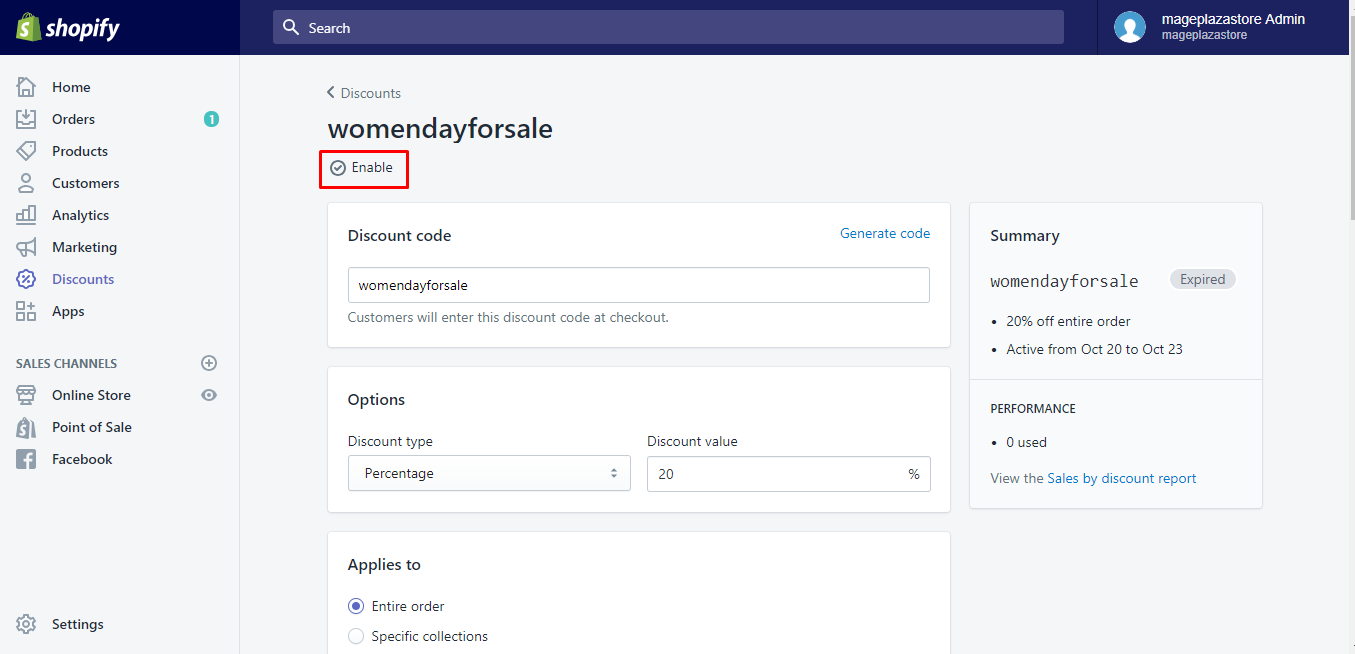 shopify
Search
mageplazastore Admin
mageplazastore
Home
Orders
1
Products
Customers
Analytics
Marketing
Discounts
Apps
SALES CHANNELS
Online Store
Point of Sale
Facebook
Settings
Discounts
womendayforsale
Enable
Discount code
Generate code
womendayforsale
Customers will enter this discount code at checkout.
Options
Discount type
Discount value
Percentage
20 %
Applies to
Entire order
Specific collections
Summary
womendayforsale
Expired
• 20% off entire order
• Active from Oct 20 to Oct 23
PERFORMANCE
• 0 used
View the Sales by discount report